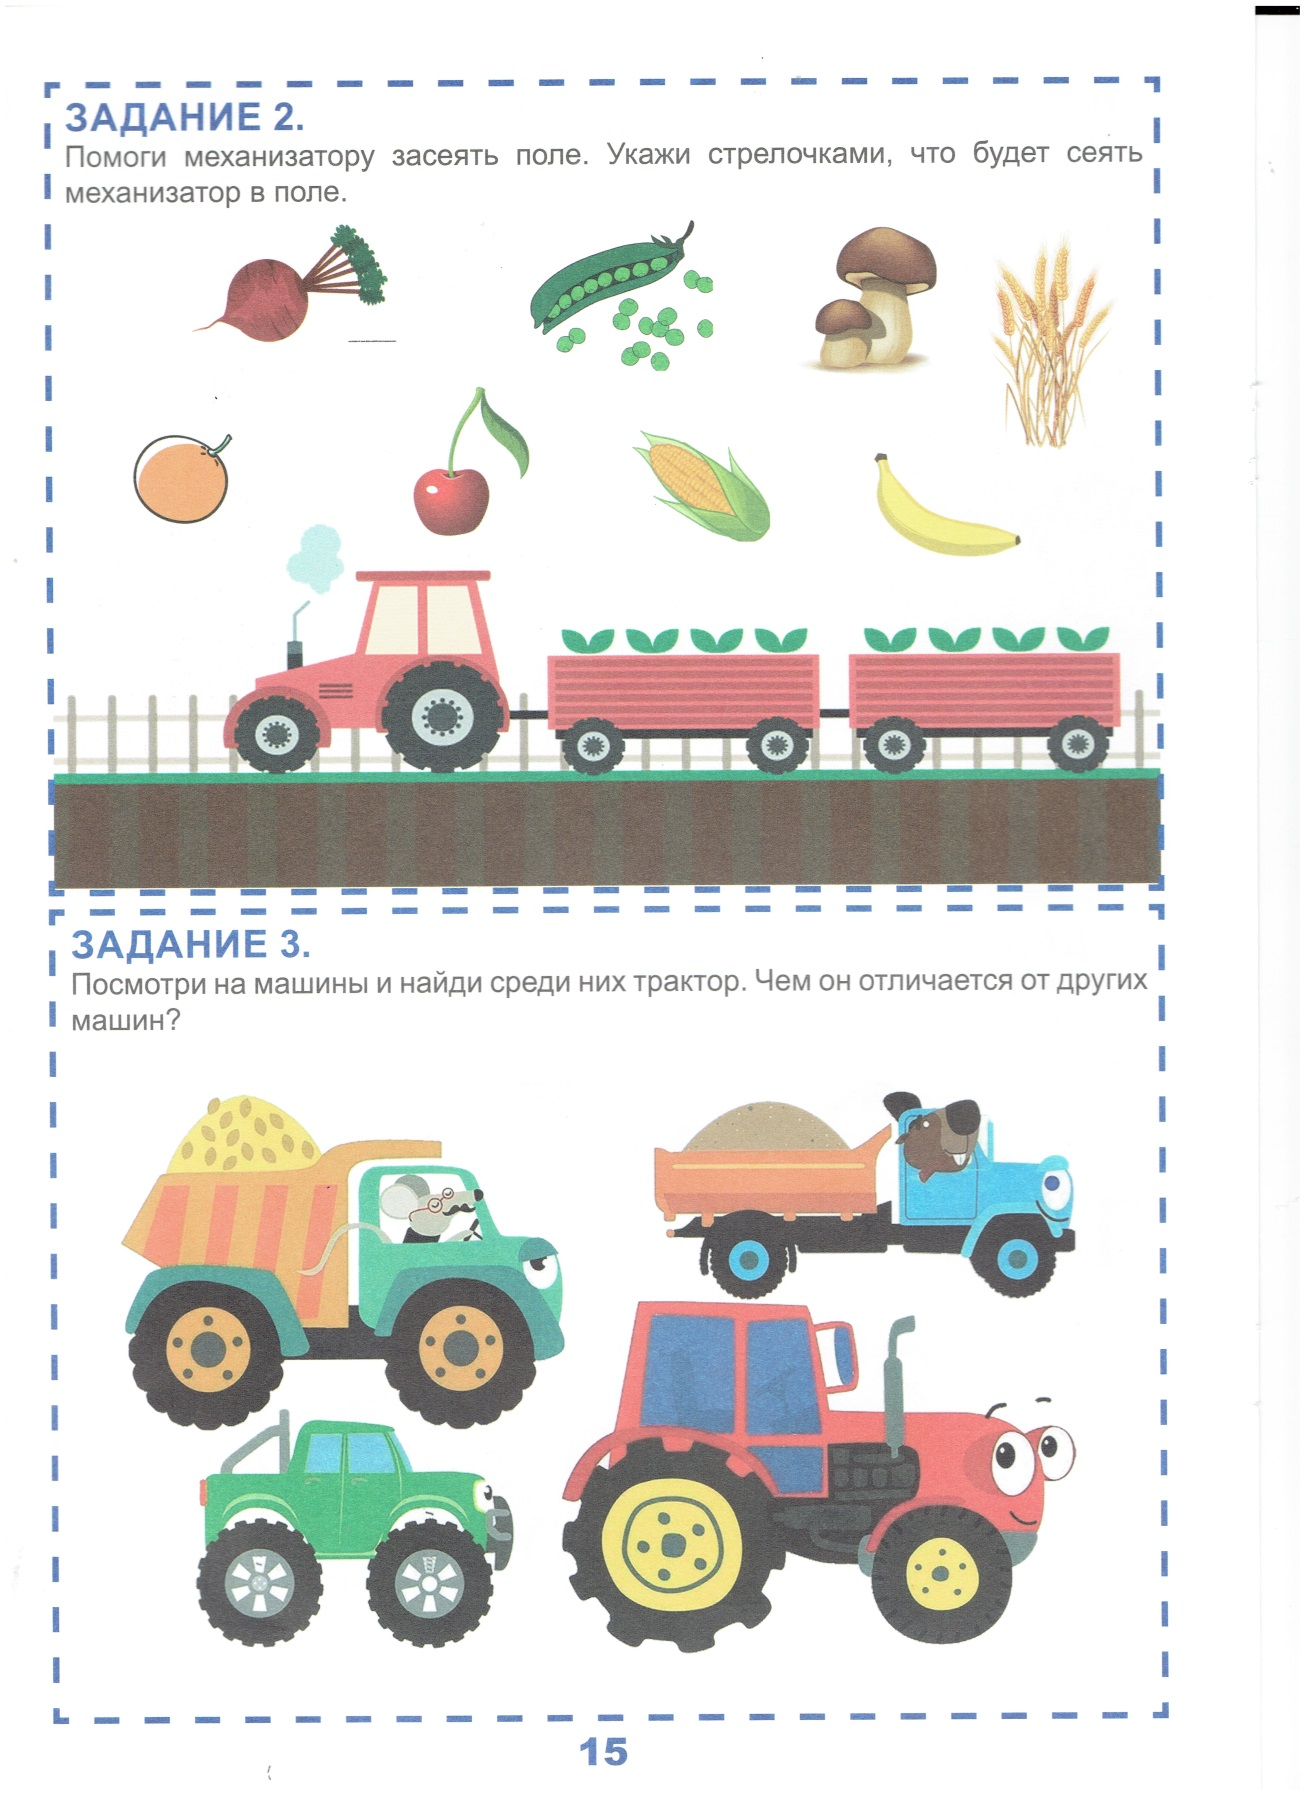 ЗАДАНИЕ 2.
Помоги механизатору засеять поле. Укажи стрелочками, что будет сеять
механизатор в поле.
ЗАДАНИЕ 3.
Посмотри на машины и найди среди них трактор. Чем он отличается от других
машин?
15